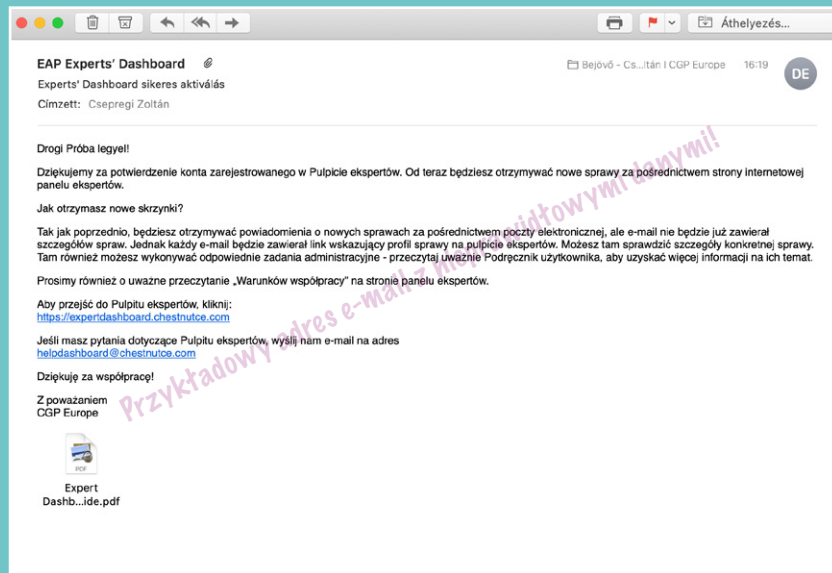 Áthelyezés...
EAP Experts' Dashboard
Bejövő - Cs...ltán I CGP Europe 16:19
DE
Experts' Dashboard sikeres aktiválás
Címzett: Csepregi Zoltán
Drogi Próba legyel!
Dziękujemy za potwierdzenie konta zarejestrowanego w Pulpicie ekspertów. Od teraz będziesz otrzymywać nowe sprawy za pośrednictwem strony internetowej
panelu ekspertów.
Jak otrzymasz nowe skrzynki?
Tak jak poprzednio, będziesz otrzymywać powiadomienia o nowych sprawach za pośrednictwem poczty elektronicznej, ale e-mail nie będzie już zawierał
szczegółów spraw. Jednak każdy e-mail będzie zawierał link wskazujący profil sprawy na pulpicie ekspertów. Możesz tam sprawdzić szczegóły konkretnej sprawy.
Tam również możesz wykonywać odpowiednie zadania administracyjne - przeczytaj uważnie Podręcznik użytkownika, aby uzyskać więcej informacji na ich temat.
Prosimy również o uważne przeczytanie „Warunków współpracy” na stronie panelu ekspertów.
Aby przejść do Pulpitu ekspertów, kliknij:
https://expertdashboard.chestnutce.com
Jeśli masz pytania dotyczące Pulpitu ekspertów, wyślij nam e-mail na adres
helpdashboard@chestnutce.com
Dziękuję za współpracę!
Z poważaniem
CGP Europe
Przykładowy adres e-mail z nieprawidłowymi danymi!
PDF
Expert
Dashb...ide.pdf